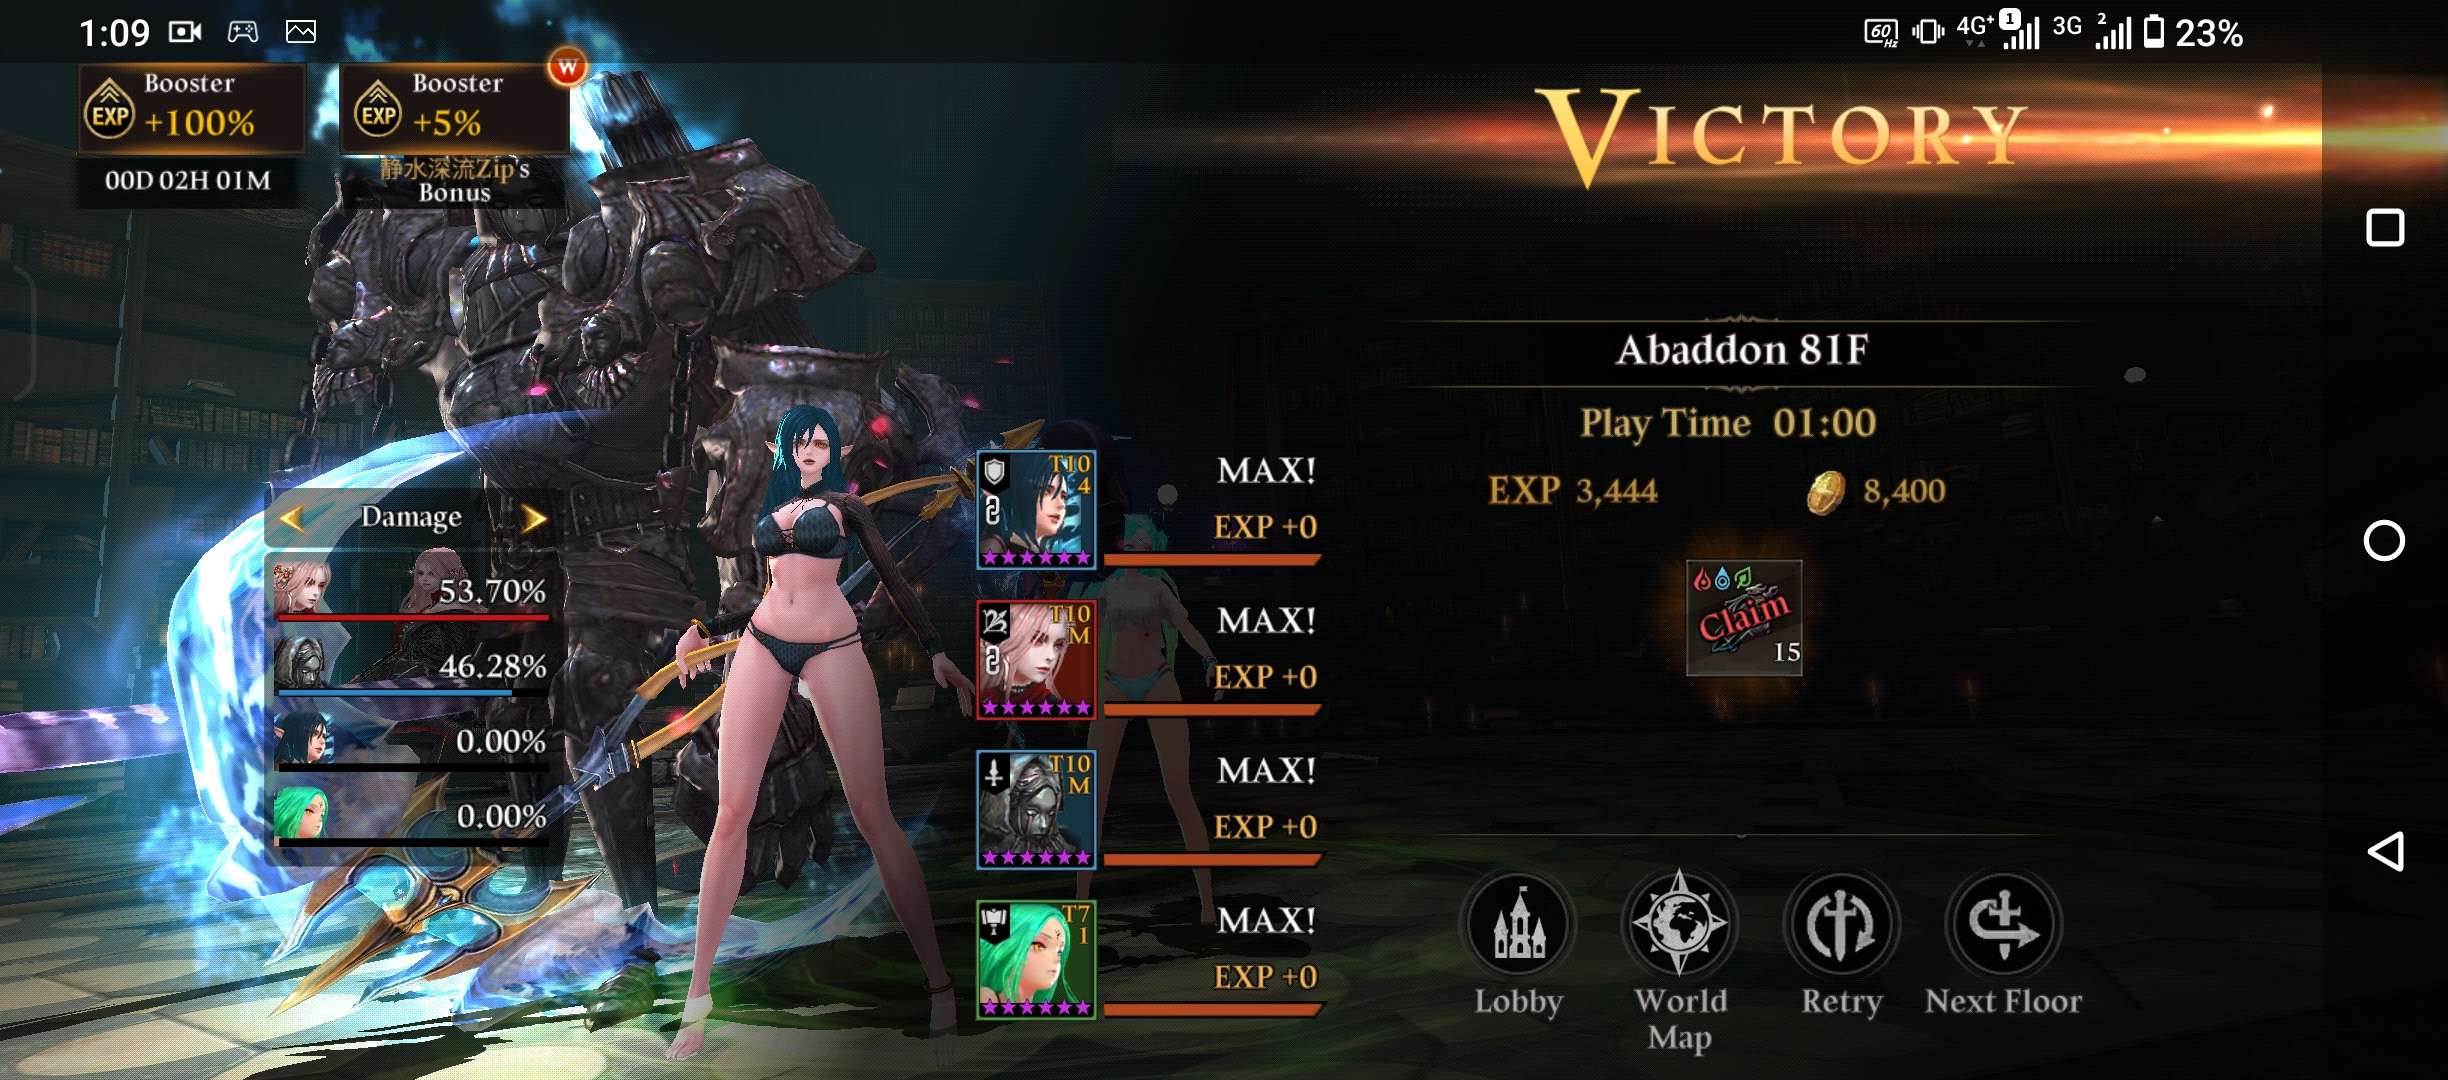 1:09
60Hz 4G+ 1 3G 2 23%
Booster
EXP +100%
00D 02H 01M
W
Booster
EXP +5%
静水深流Zip's
Bonus
VICTORY
Abaddon 81F
Play Time 01:00
EXP 3,444 8,400
Claim
15
Damage
53.70%
46.28%
0.00%
0.00%
T10
4
MAX!
EXP +0
T10
M
MAX!
EXP +0
T10
M
MAX!
EXP +0
T7
1
MAX!
EXP +0
Lobby
World
Map
Retry
Next Floor